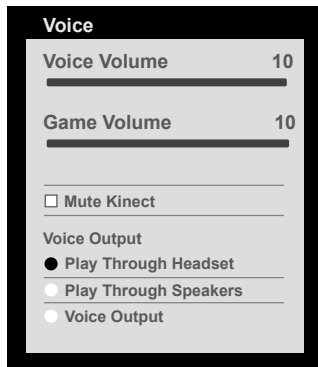 Voice
Voice Volume 10
Game Volume 10
Mute Kinect
Voice Output
Play Through Headset
Play Through Speakers
Voice Output